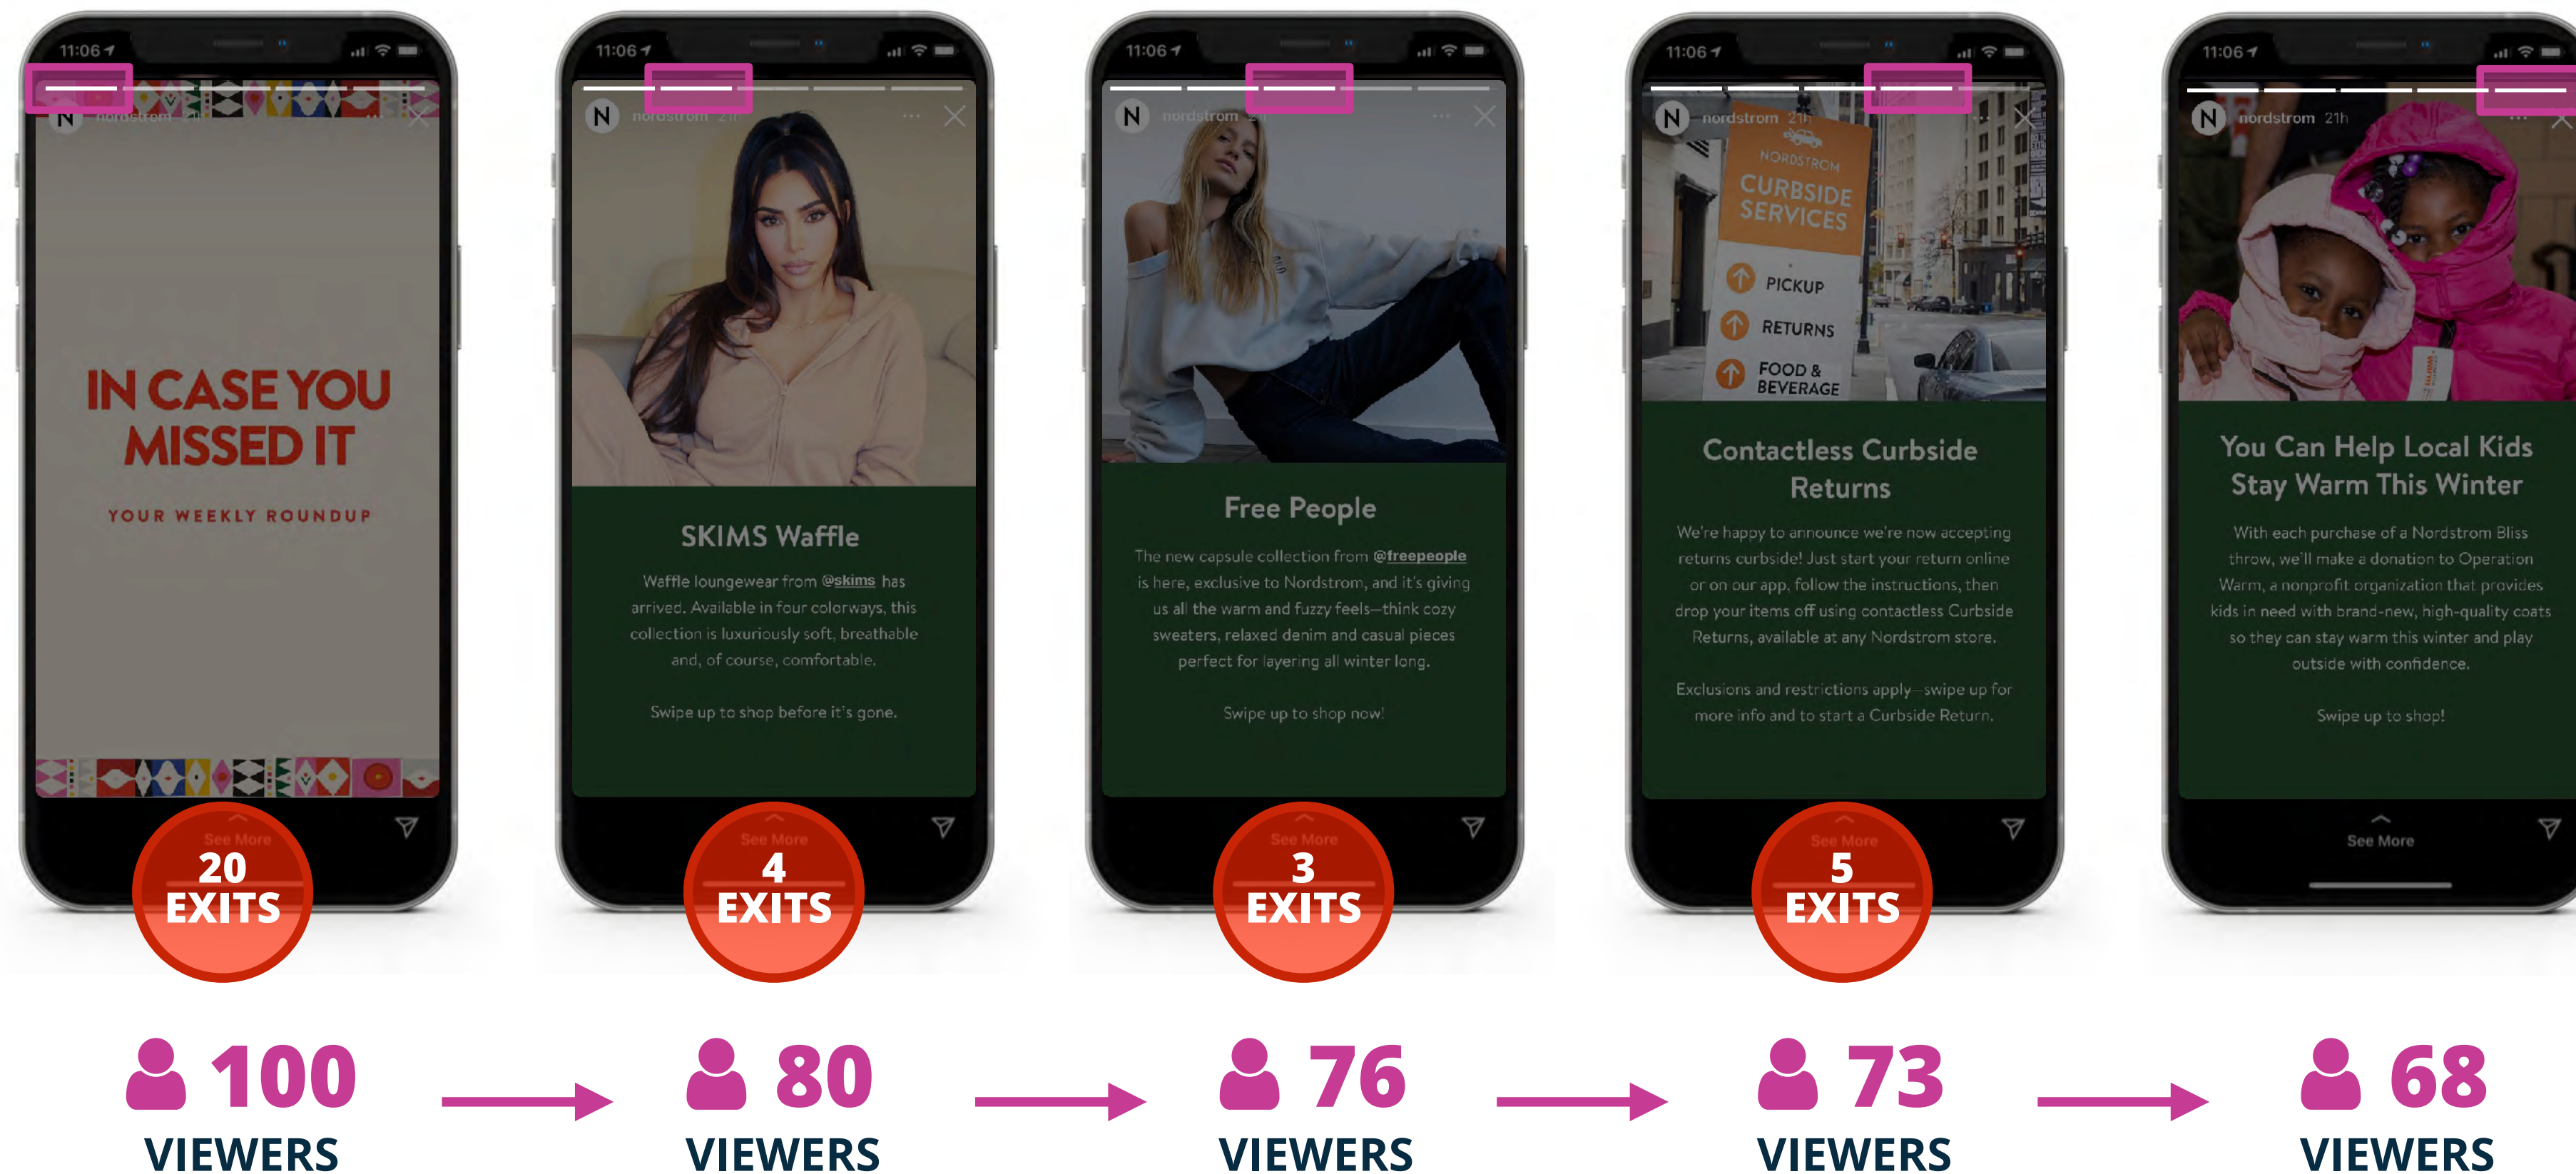 11:06
N nordstrom 21h
IN CASE YOU
MISSED IT
YOUR WEEKLY ROUNDUP
See More
20
EXITS
100
VIEWERS
11:06
N nordstrom 21h
SKIMS Waffle
Waffle loungewear from @skims has
arrived. Available in four colorways, this
collection is luxuriously soft, breathable
and, of course, comfortable.
Swipe up to shop before it's gone.
See More
4
EXITS
80
VIEWERS
11:06
N nordstrom 21h
Free People
The new capsule collection from @freepeople
is here, exclusive to Nordstrom, and it's giving
us all the warm and fuzzy feels—think cozy
sweaters, relaxed denim and casual pieces
perfect for layering all winter long.
Swipe up to shop now!
See More
3
EXITS
76
VIEWERS
11:06
N nordstrom 21h
NORDSTROM
CURBSIDE
SERVICES
PICKUP
RETURNS
FOOD &
BEVERAGE
Contactless Curbside
Returns
We're happy to announce we're now accepting
returns curbside! Just start your return online
or on our app, follow the instructions, then
drop your items off using contactless Curbside
Returns, available at any Nordstrom store.
Exclusions and restrictions apply—swipe up for
more info and to start a Curbside Return.
See More
5
EXITS
73
VIEWERS
11:06
N nordstrom 21h
You Can Help Local Kids
Stay Warm This Winter
With each purchase of a Nordstrom Bliss
throw, we'll make a donation to Operation
Warm, a nonprofit organization that provides
kids in need with brand-new, high-quality coats
so they can stay warm this winter and play
outside with confidence.
Swipe up to shop!
See More
68
VIEWERS